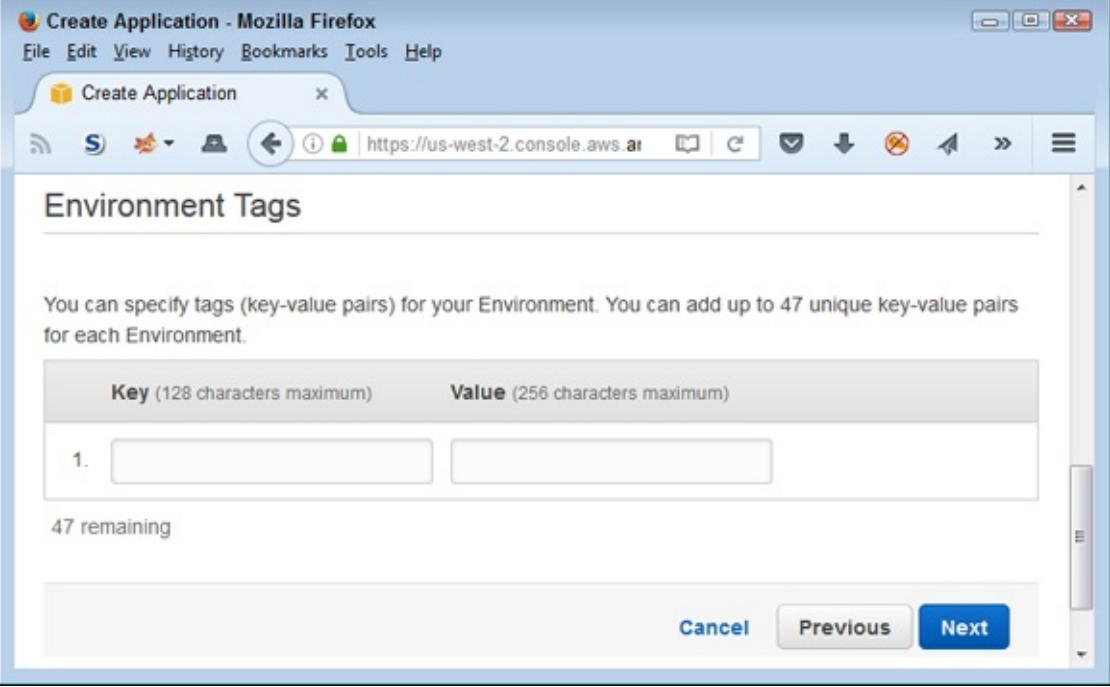 Create Application - Mozilla Firefox
File Edit View History Bookmarks Tools Help
Create Application
https://us-west-2.console.aws.ar
Environment Tags
You can specify tags (key-value pairs) for your Environment. You can add up to 47 unique key-value pairs
for each Environment.
Key (128 characters maximum) Value (256 characters maximum)
1.
47 remaining
Cancel Previous Next